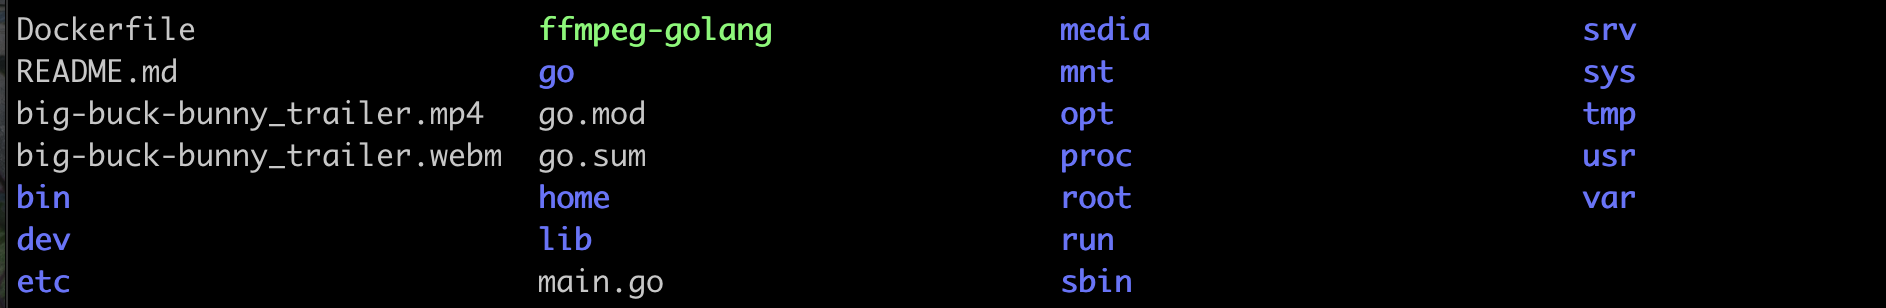 Dockerfile ffmpeg-golang media srv
README.md go mnt sys
big-buck-bunny_trailer.mp4 go.mod opt tmp
big-buck-bunny_trailer.webm go.sum proc usr
bin home root var
dev lib run
etc main.go sbin